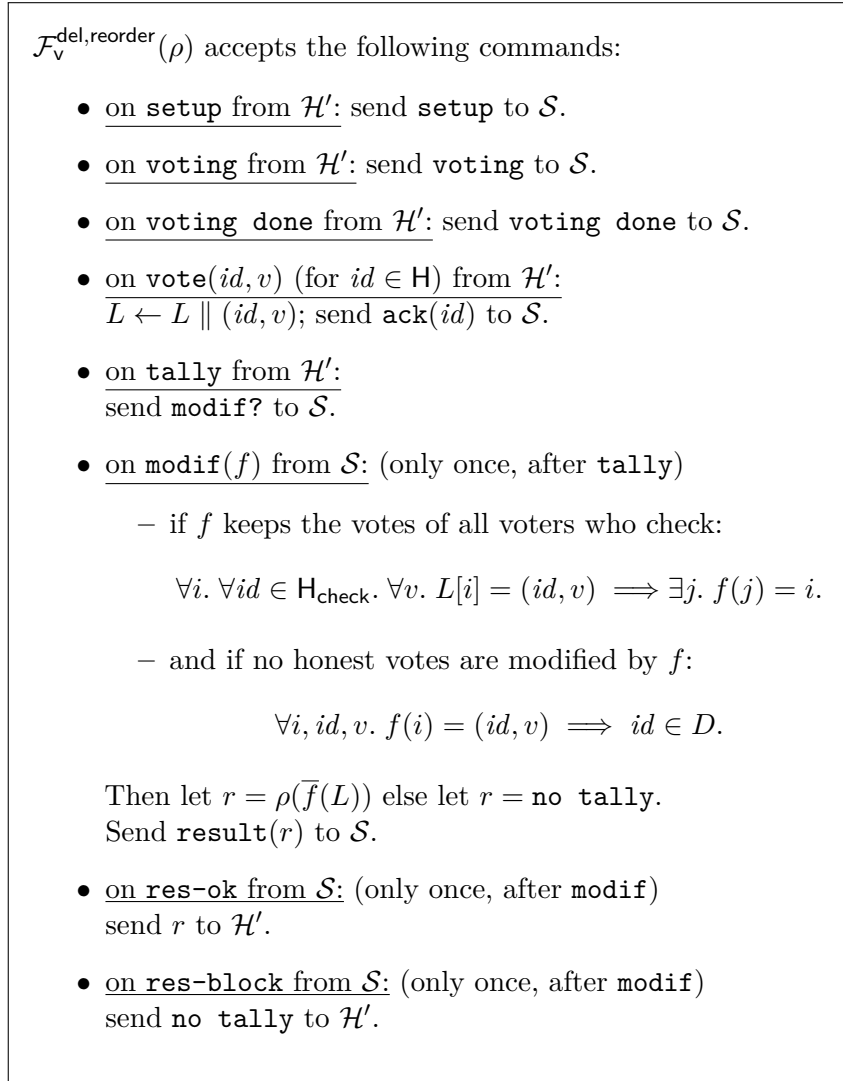 𝓕ᵥ^{del,reorder}(ρ) accepts the following commands:
• on setup from 𝓗′: send setup to 𝓢.
• on voting from 𝓗′: send voting to 𝓢.
• on voting done from 𝓗′: send voting done to 𝓢.
• on vote(id, v) (for id ∈ H) from 𝓗′:
L ← L ∥ (id, v); send ack(id) to 𝓢.
• on tally from 𝓗′:
send modif? to 𝓢.
• on modif(f) from 𝓢: (only once, after tally)
– if f keeps the votes of all voters who check:
∀i. ∀id ∈ H_check. ∀v. L[i] = (id, v) ⟹ ∃j. f(j) = i.
– and if no honest votes are modified by f:
∀i, id, v. f(i) = (id, v) ⟹ id ∈ D.
Then let r = ρ(f̅(L)) else let r = no tally.
Send result(r) to 𝓢.
• on res-ok from 𝓢: (only once, after modif)
send r to 𝓗′.
• on res-block from 𝓢: (only once, after modif)
send no tally to 𝓗′.